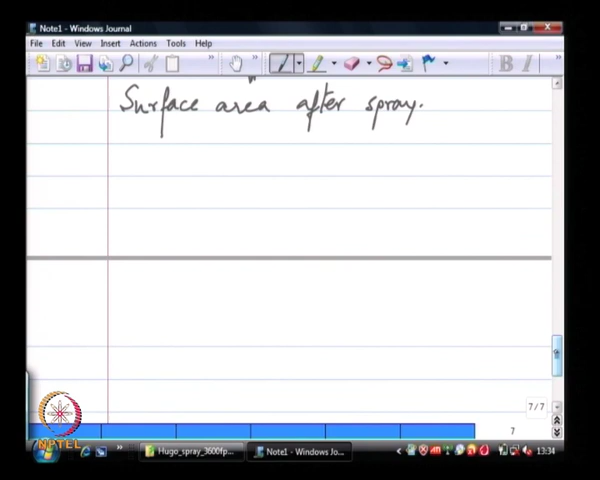 Note1 - Windows Journal
File Edit View Insert Actions Tools Help
B I
Surface area after spray.
7/7
7
NPTEL
Hugo_spray_3600fp...
Note1 - Windows Jo...
13:34